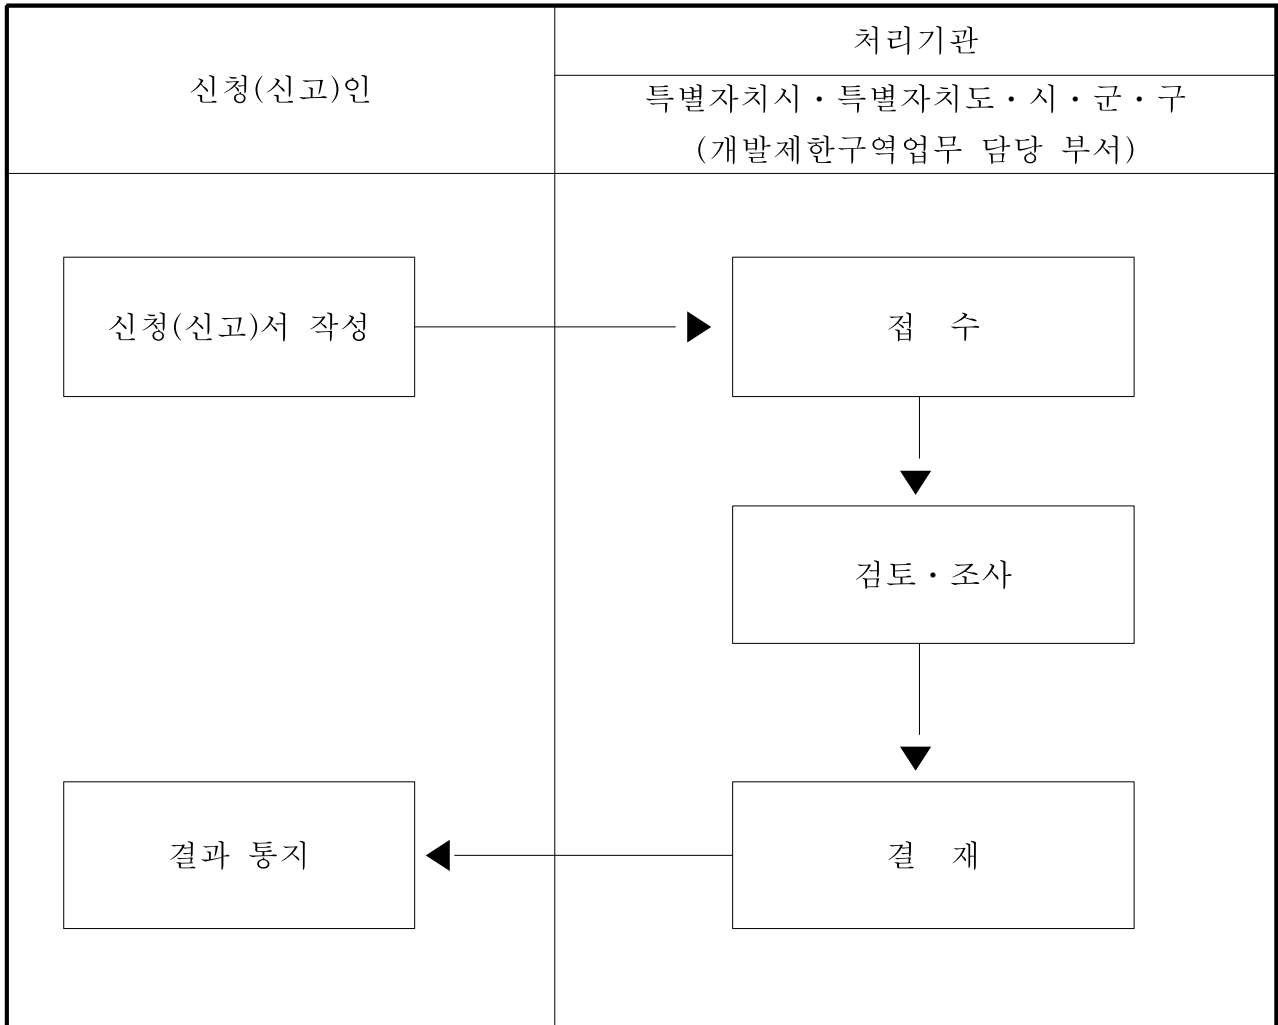 신청(신고)인
처리기관
특별자치시·특별자치도·시·군·구
(개발제한구역업무 담당 부서)
신청(신고)서 작성
접 수
검토·조사
결과 통지
결 재